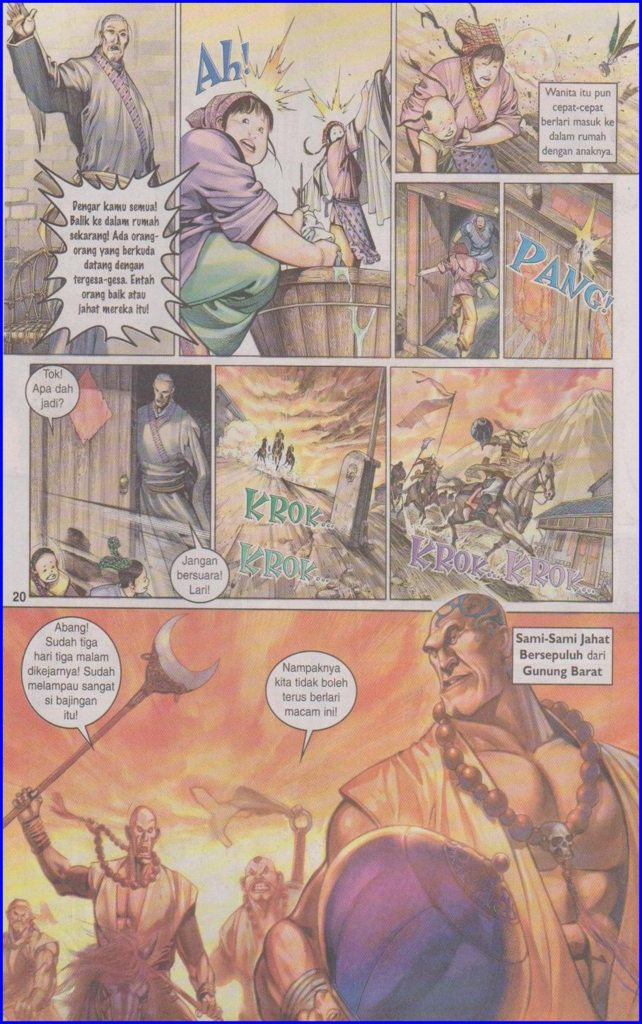 Dengar kamu semua!
Balik ke dalam rumah
sekarang! Ada orang-
orang yang berkuda
datang dengan
tergesa-gesa. Entah
orang baik atau
jahat mereka itu!
Ah!
Wanita itu pun
cepat-cepat
berlari masuk ke
dalam rumah
dengan anaknya.
PANG!
Tok!
Apa dah
jadi?
Jangan
bersuara!
Lari!
KROK...
KROK...
KROK... KROK...
20
Abang!
Sudah tiga
hari tiga malam
dikejarnya! Sudah
melampau sangat
si bajingan
itu!
Nampaknya
kita tidak boleh
terus berlari
macam ini!
Sami-Sami Jahat
Bersepuluh dari
Gunung Barat